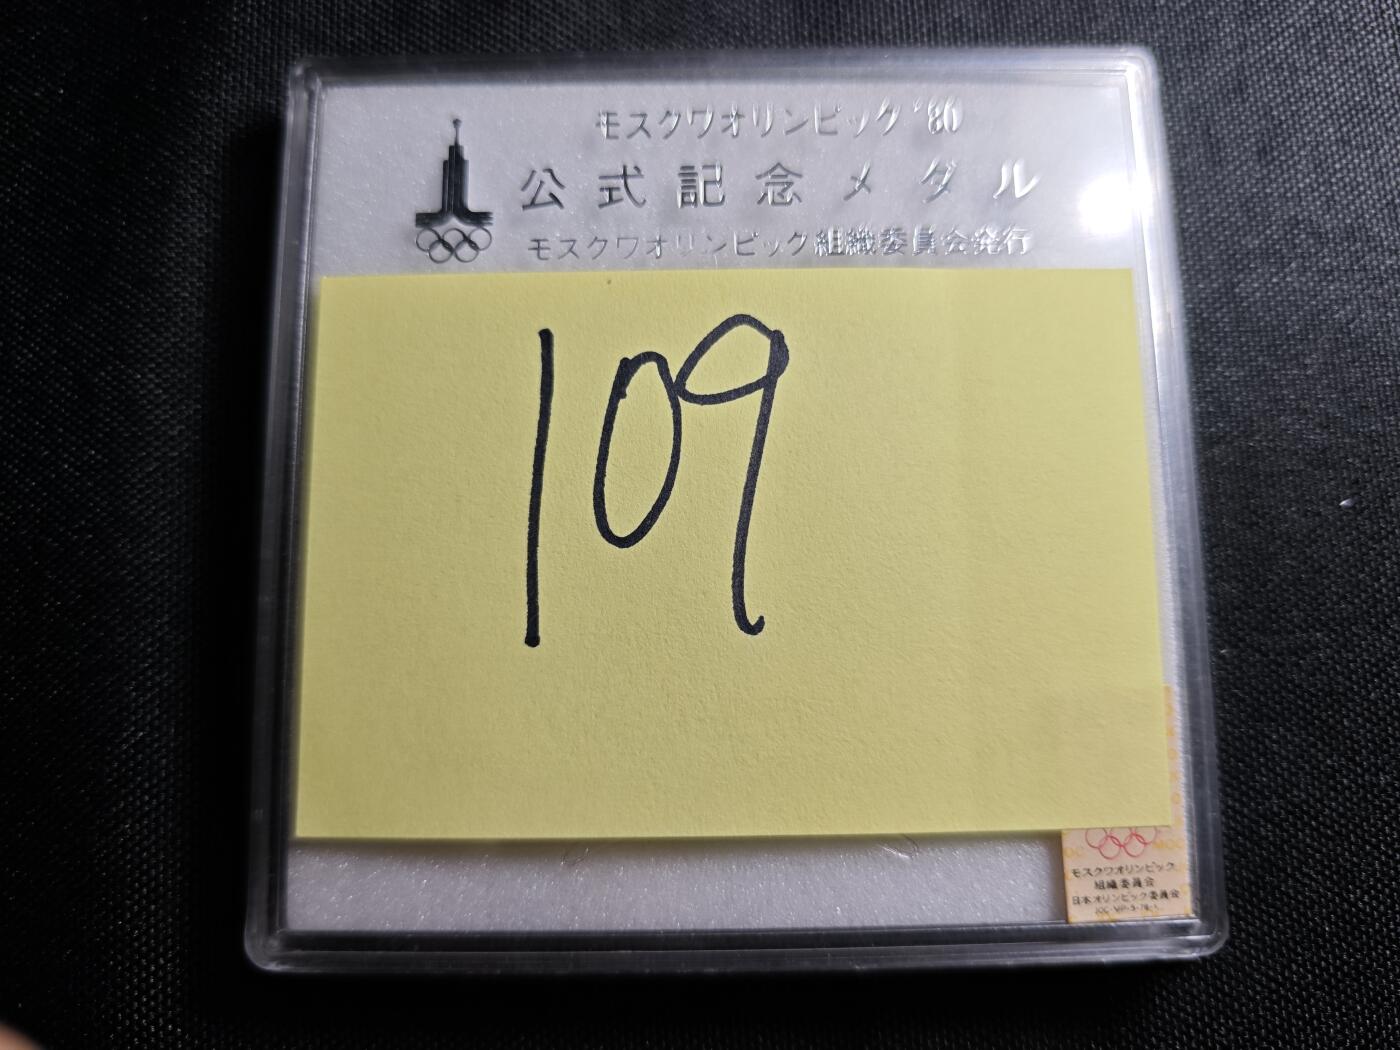 モスクワオリンピック '80
公式記念メダル
モスクワオリンピック組織委員会発行
109
モスクワオリンピック
組織委員会
日本オリンピック委員会